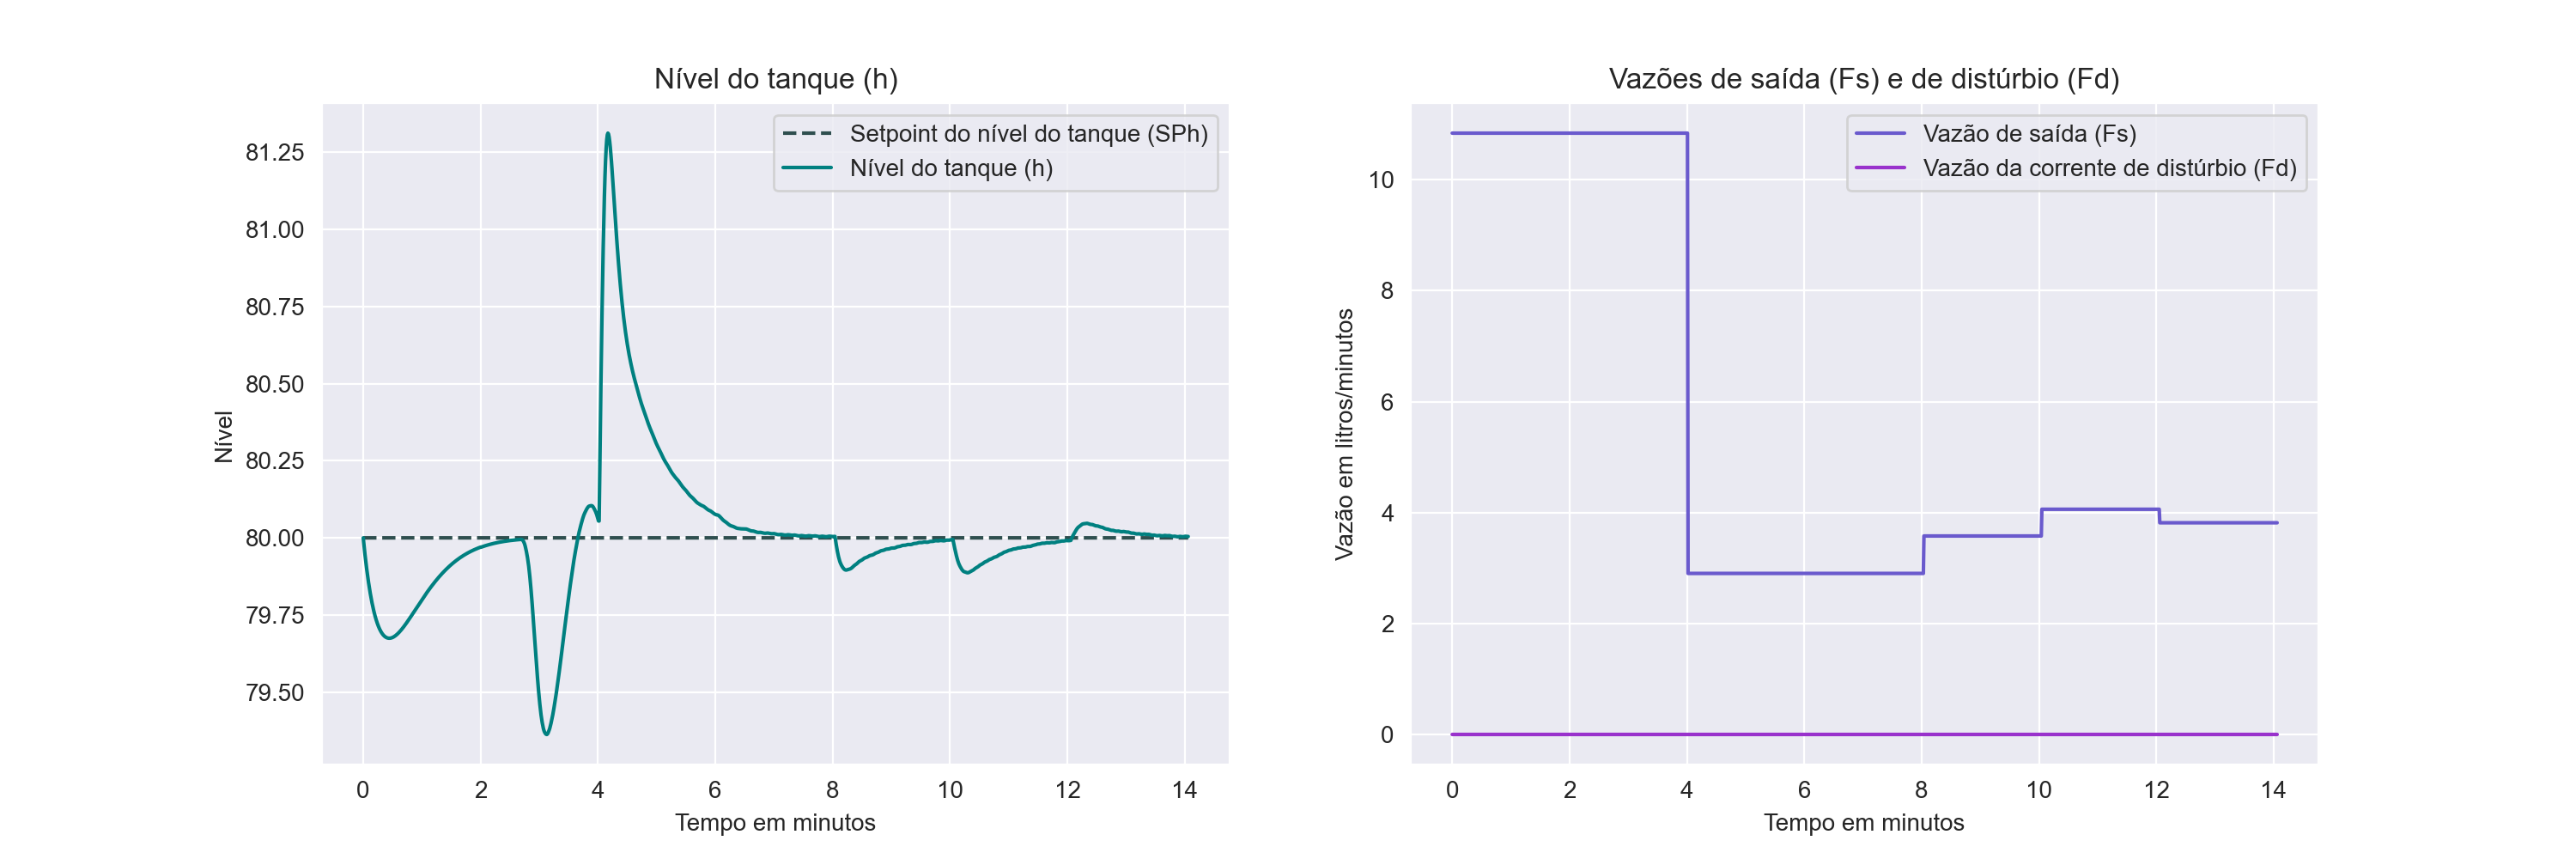 Nível do tanque (h)
Setpoint do nível do tanque (SPh)
Nível do tanque (h)
81.25
81.00
80.75
80.50
80.25
80.00
79.75
79.50
Nível
0 2 4 6 8 10 12 14
Tempo em minutos
Vazões de saída (Fs) e de distúrbio (Fd)
Vazão de saída (Fs)
Vazão da corrente de distúrbio (Fd)
10
8
6
4
2
0
Vazão em litros/minutos
0 2 4 6 8 10 12 14
Tempo em minutos